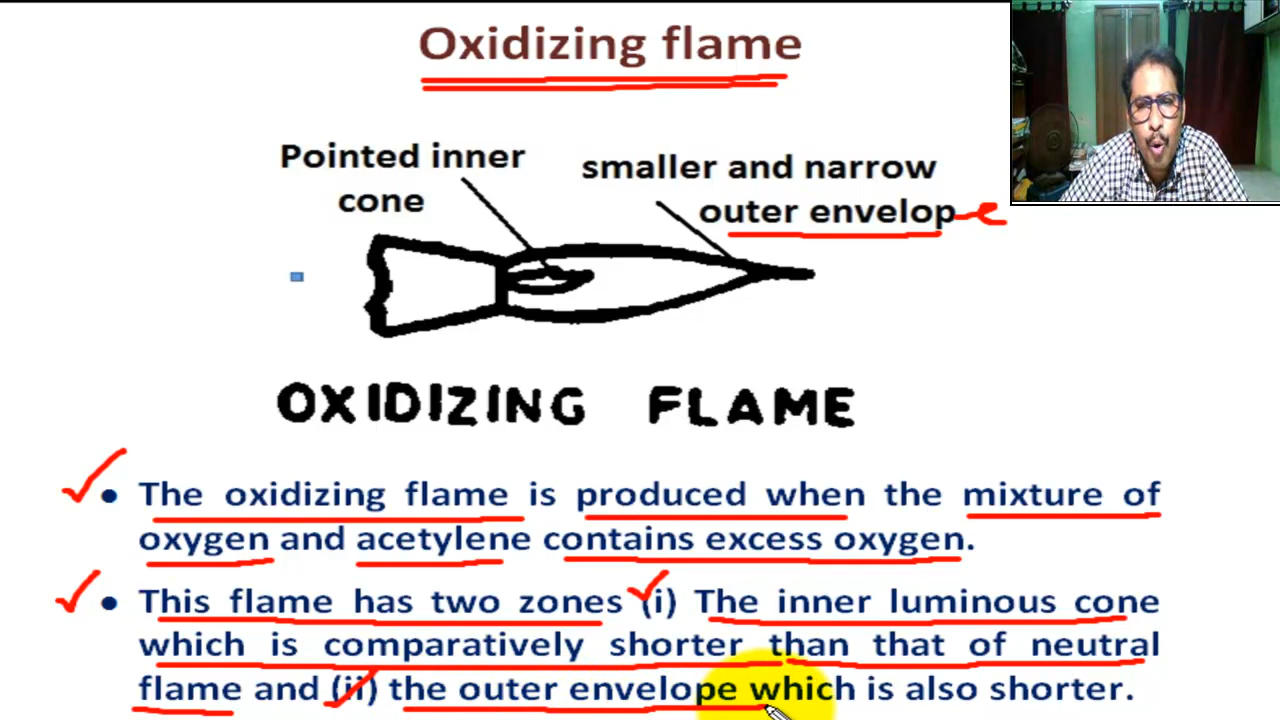 Oxidizing flame
Pointed inner
cone
smaller and narrow
outer envelop e
OXIDIZING FLAME
• The oxidizing flame is produced when the mixture of
oxygen and acetylene contains excess oxygen.
• This flame has two zones (i) The inner luminous cone
which is comparatively shorter than that of neutral
flame and (ii) the outer envelope which is also shorter.